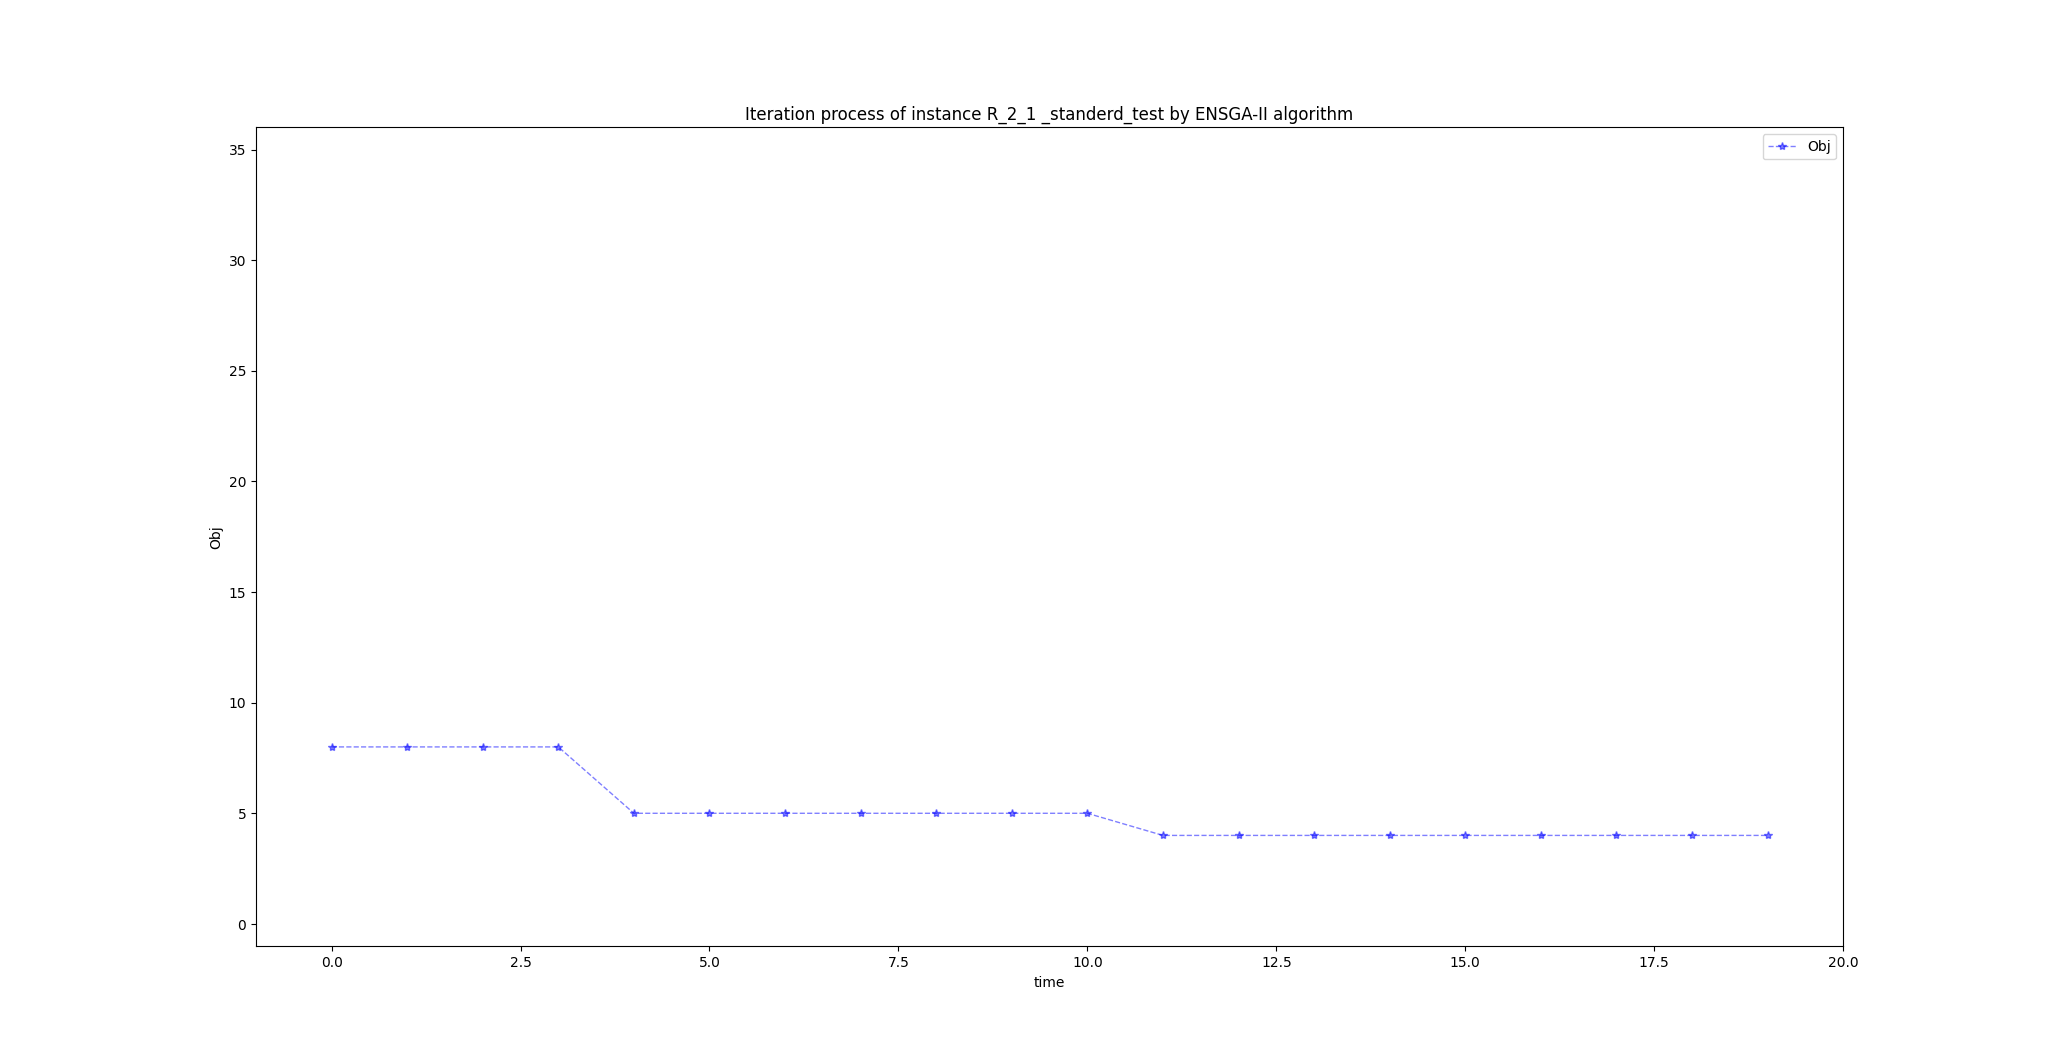 Iteration process of instance R_2_1 _standerd_test by ENSGA-II algorithm
Obj
35
30
25
20
15
10
5
0
Obj
0.0 2.5 5.0 7.5 10.0 12.5 15.0 17.5 20.0
time